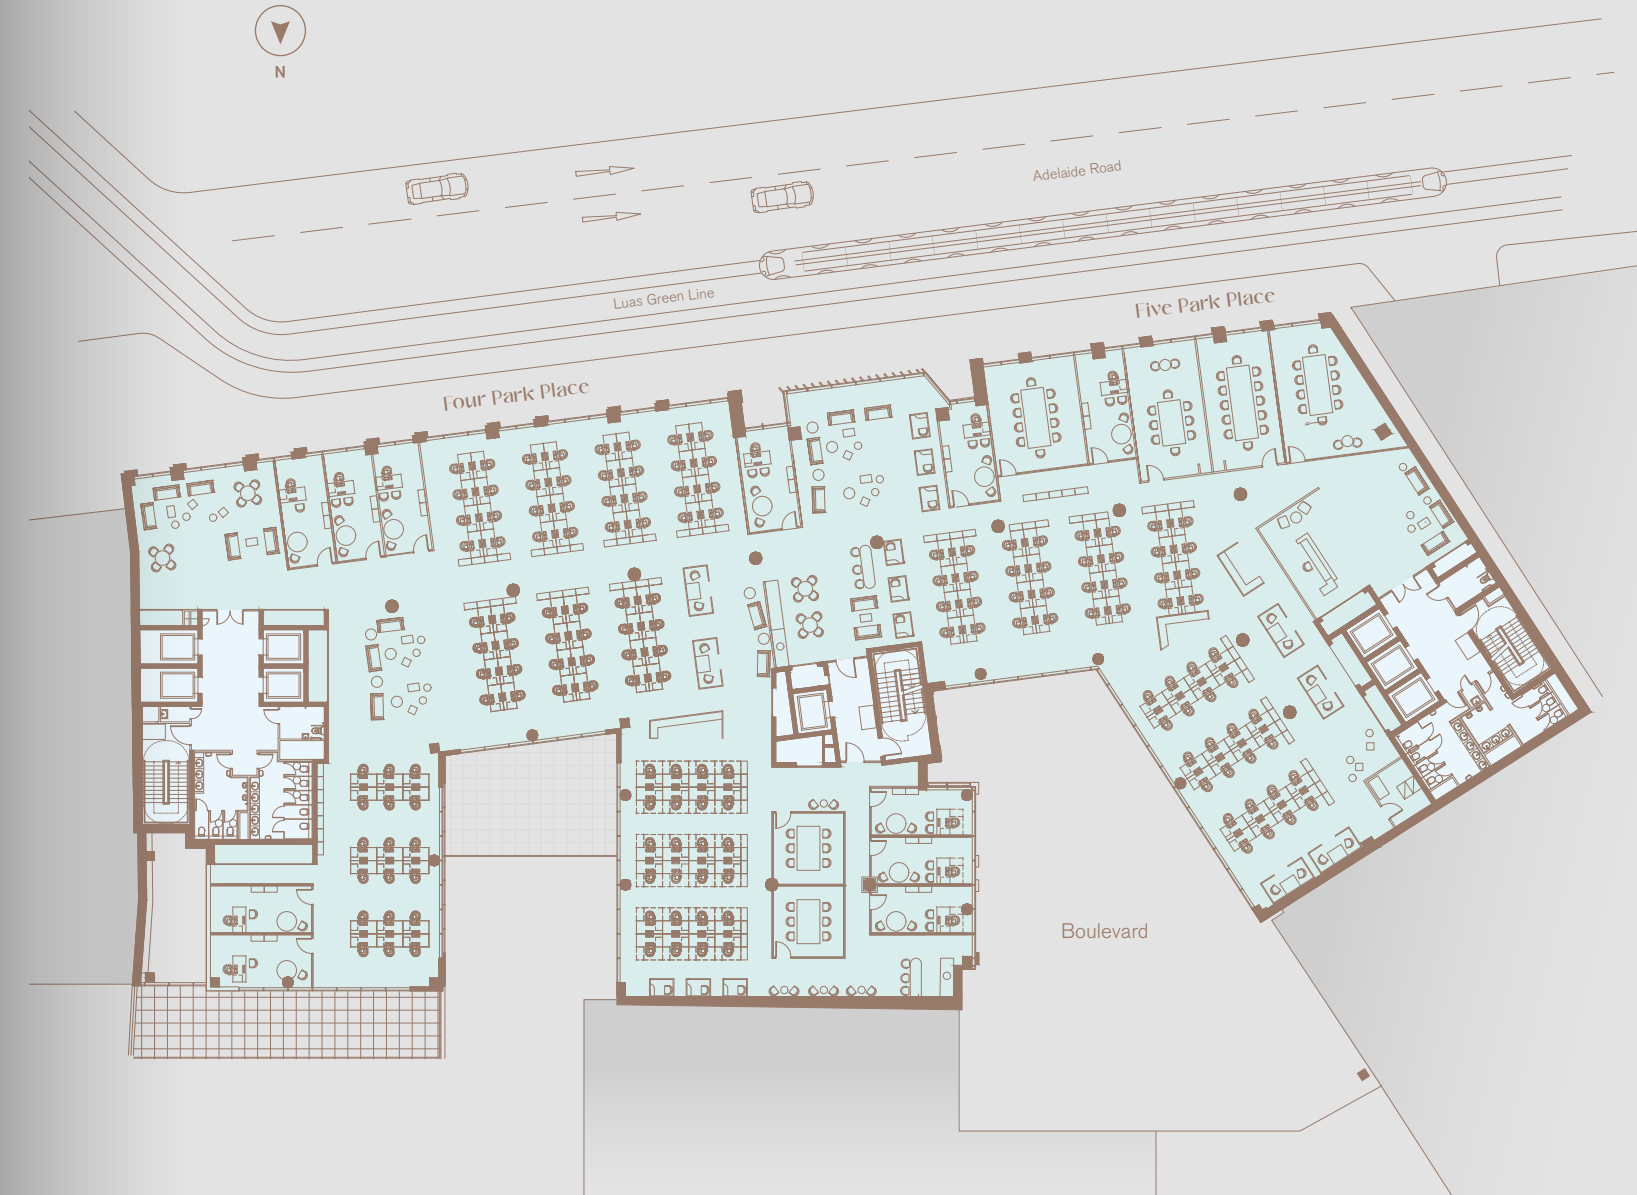 N
Adelaide Road
Luas Green Line
Five Park Place
Four Park Place
Boulevard